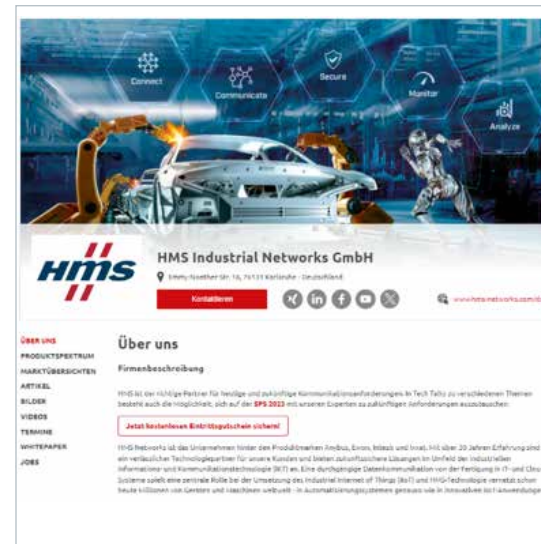 Connect
Communicate
Secure
Monitor
Analyze
HMS
HMS Industrial Networks GmbH
Emmy-Noether-Str. 16, 76131 Karlsruhe - Deutschland
Kontaktieren
www.hms-networks.com/d
ÜBER UNS
PRODUKTSPEKTRUM
MARKTÜBERSICHTEN
ARTIKEL
BILDER
VIDEOS
TERMINE
WHITEPAPER
JOBS
Über uns
Firmenbeschreibung
HMS ist der richtige Partner für heutige und zukünftige Kommunikationsanforderungen. In Tech Talks zu verschiedenen Themen
besteht auch die Möglichkeit, sich auf der SPS 2023 mit unseren Experten zu zukünftigen Anforderungen auszutauschen.
Jetzt kostenlosen Eintrittsgutschein sichern!
HMS Networks ist das Unternehmen hinter den Produktmarken Anybus, Ewon, Intesis und Ixxat. Mit über 20 Jahren Erfahrung sind
ein verlässlicher Technologiepartner für unsere Kunden und bieten zukunftssichere Lösungen im Umfeld der industriellen
Informations- und Kommunikationstechnologie (IKT) an. Eine durchgängige Datenkommunikation von der Fertigung in IT- und Clou
Systeme spielt eine zentrale Rolle bei der Umsetzung des Industrial Internet of Things (IIoT) und HMS-Technologie vernetzt schon
heute Millionen von Geräten und Maschinen weltweit - in Automatisierungssystemen genauso wie in innovativen IIoT-Anwendunge